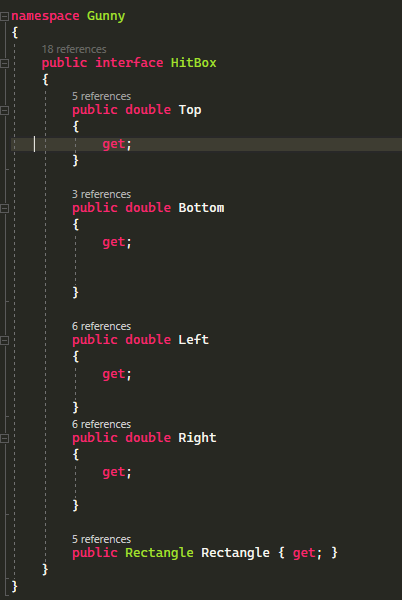 namespace Gunny
{
18 references
public interface HitBox
{
5 references
public double Top
{
get;
}
3 references
public double Bottom
{
get;
}
6 references
public double Left
{
get;
}
6 references
public double Right
{
get;
}
5 references
public Rectangle Rectangle { get; }
}
}